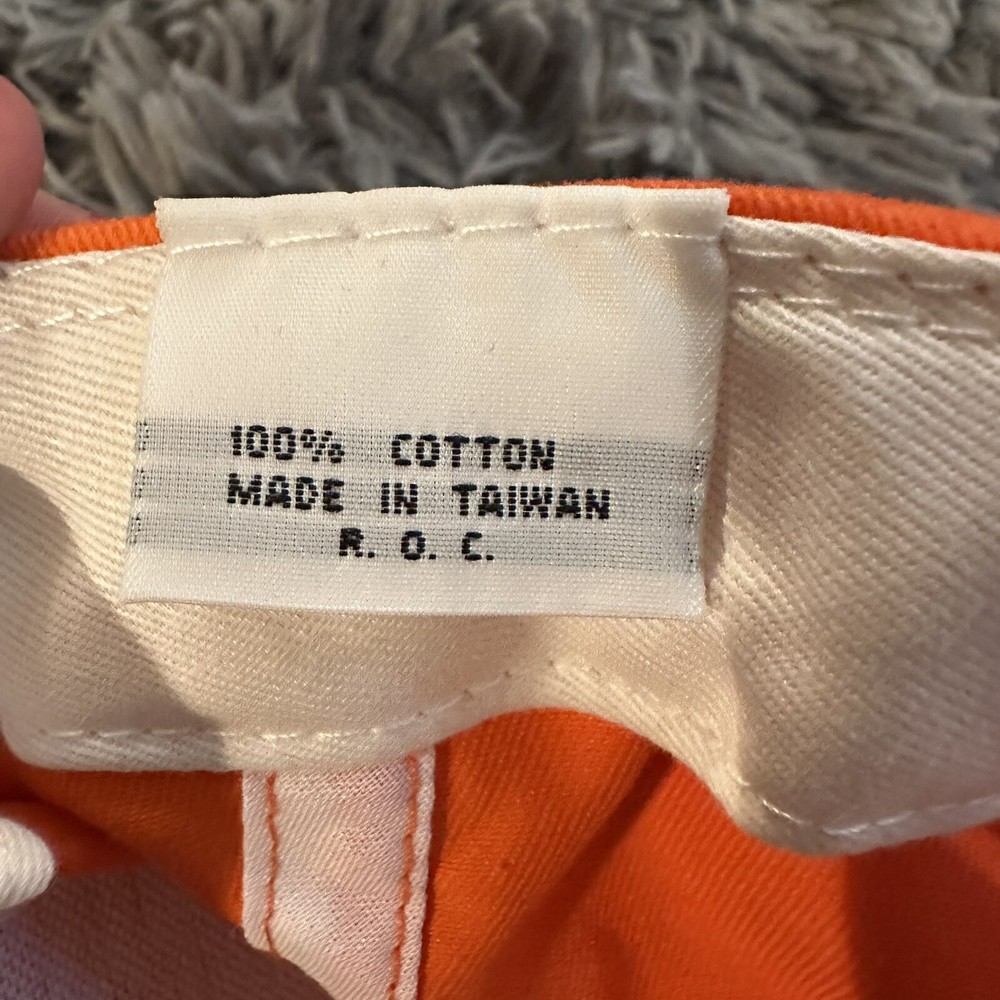 100% COTTON
MADE IN TAIWAN
R. O. C.